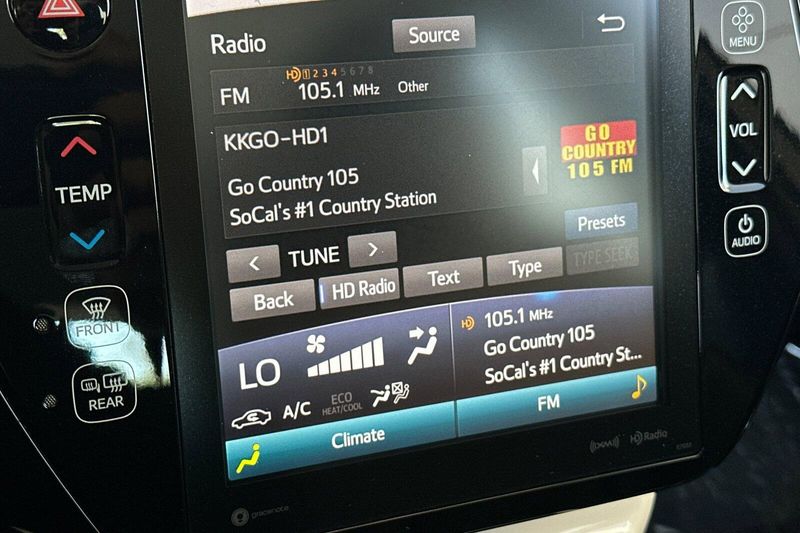 Radio
Source
MENU
HD 1 2 3 4 5 6 7 8
FM 105.1 MHz Other
KKGO-HD1
GO
COUNTRY
105 FM
Go Country 105
SoCal's #1 Country Station
VOL
TEMP
Presets
< TUNE >
TYPE SEEK
AUDIO
Back HD Radio Text Type
FRONT
LO
HD 105.1 MHz
Go Country 105
SoCal's #1 Country St...
REAR
A/C
ECO
HEAT/COOL
Climate
FM
XM HD Radio
gracenote